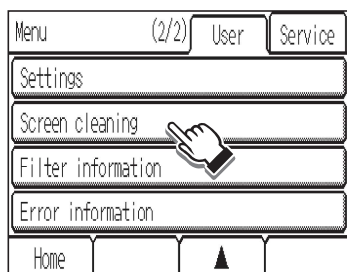 Menu (2/2) User Service
Settings
Screen cleaning
Filter information
Error information
Home ▲